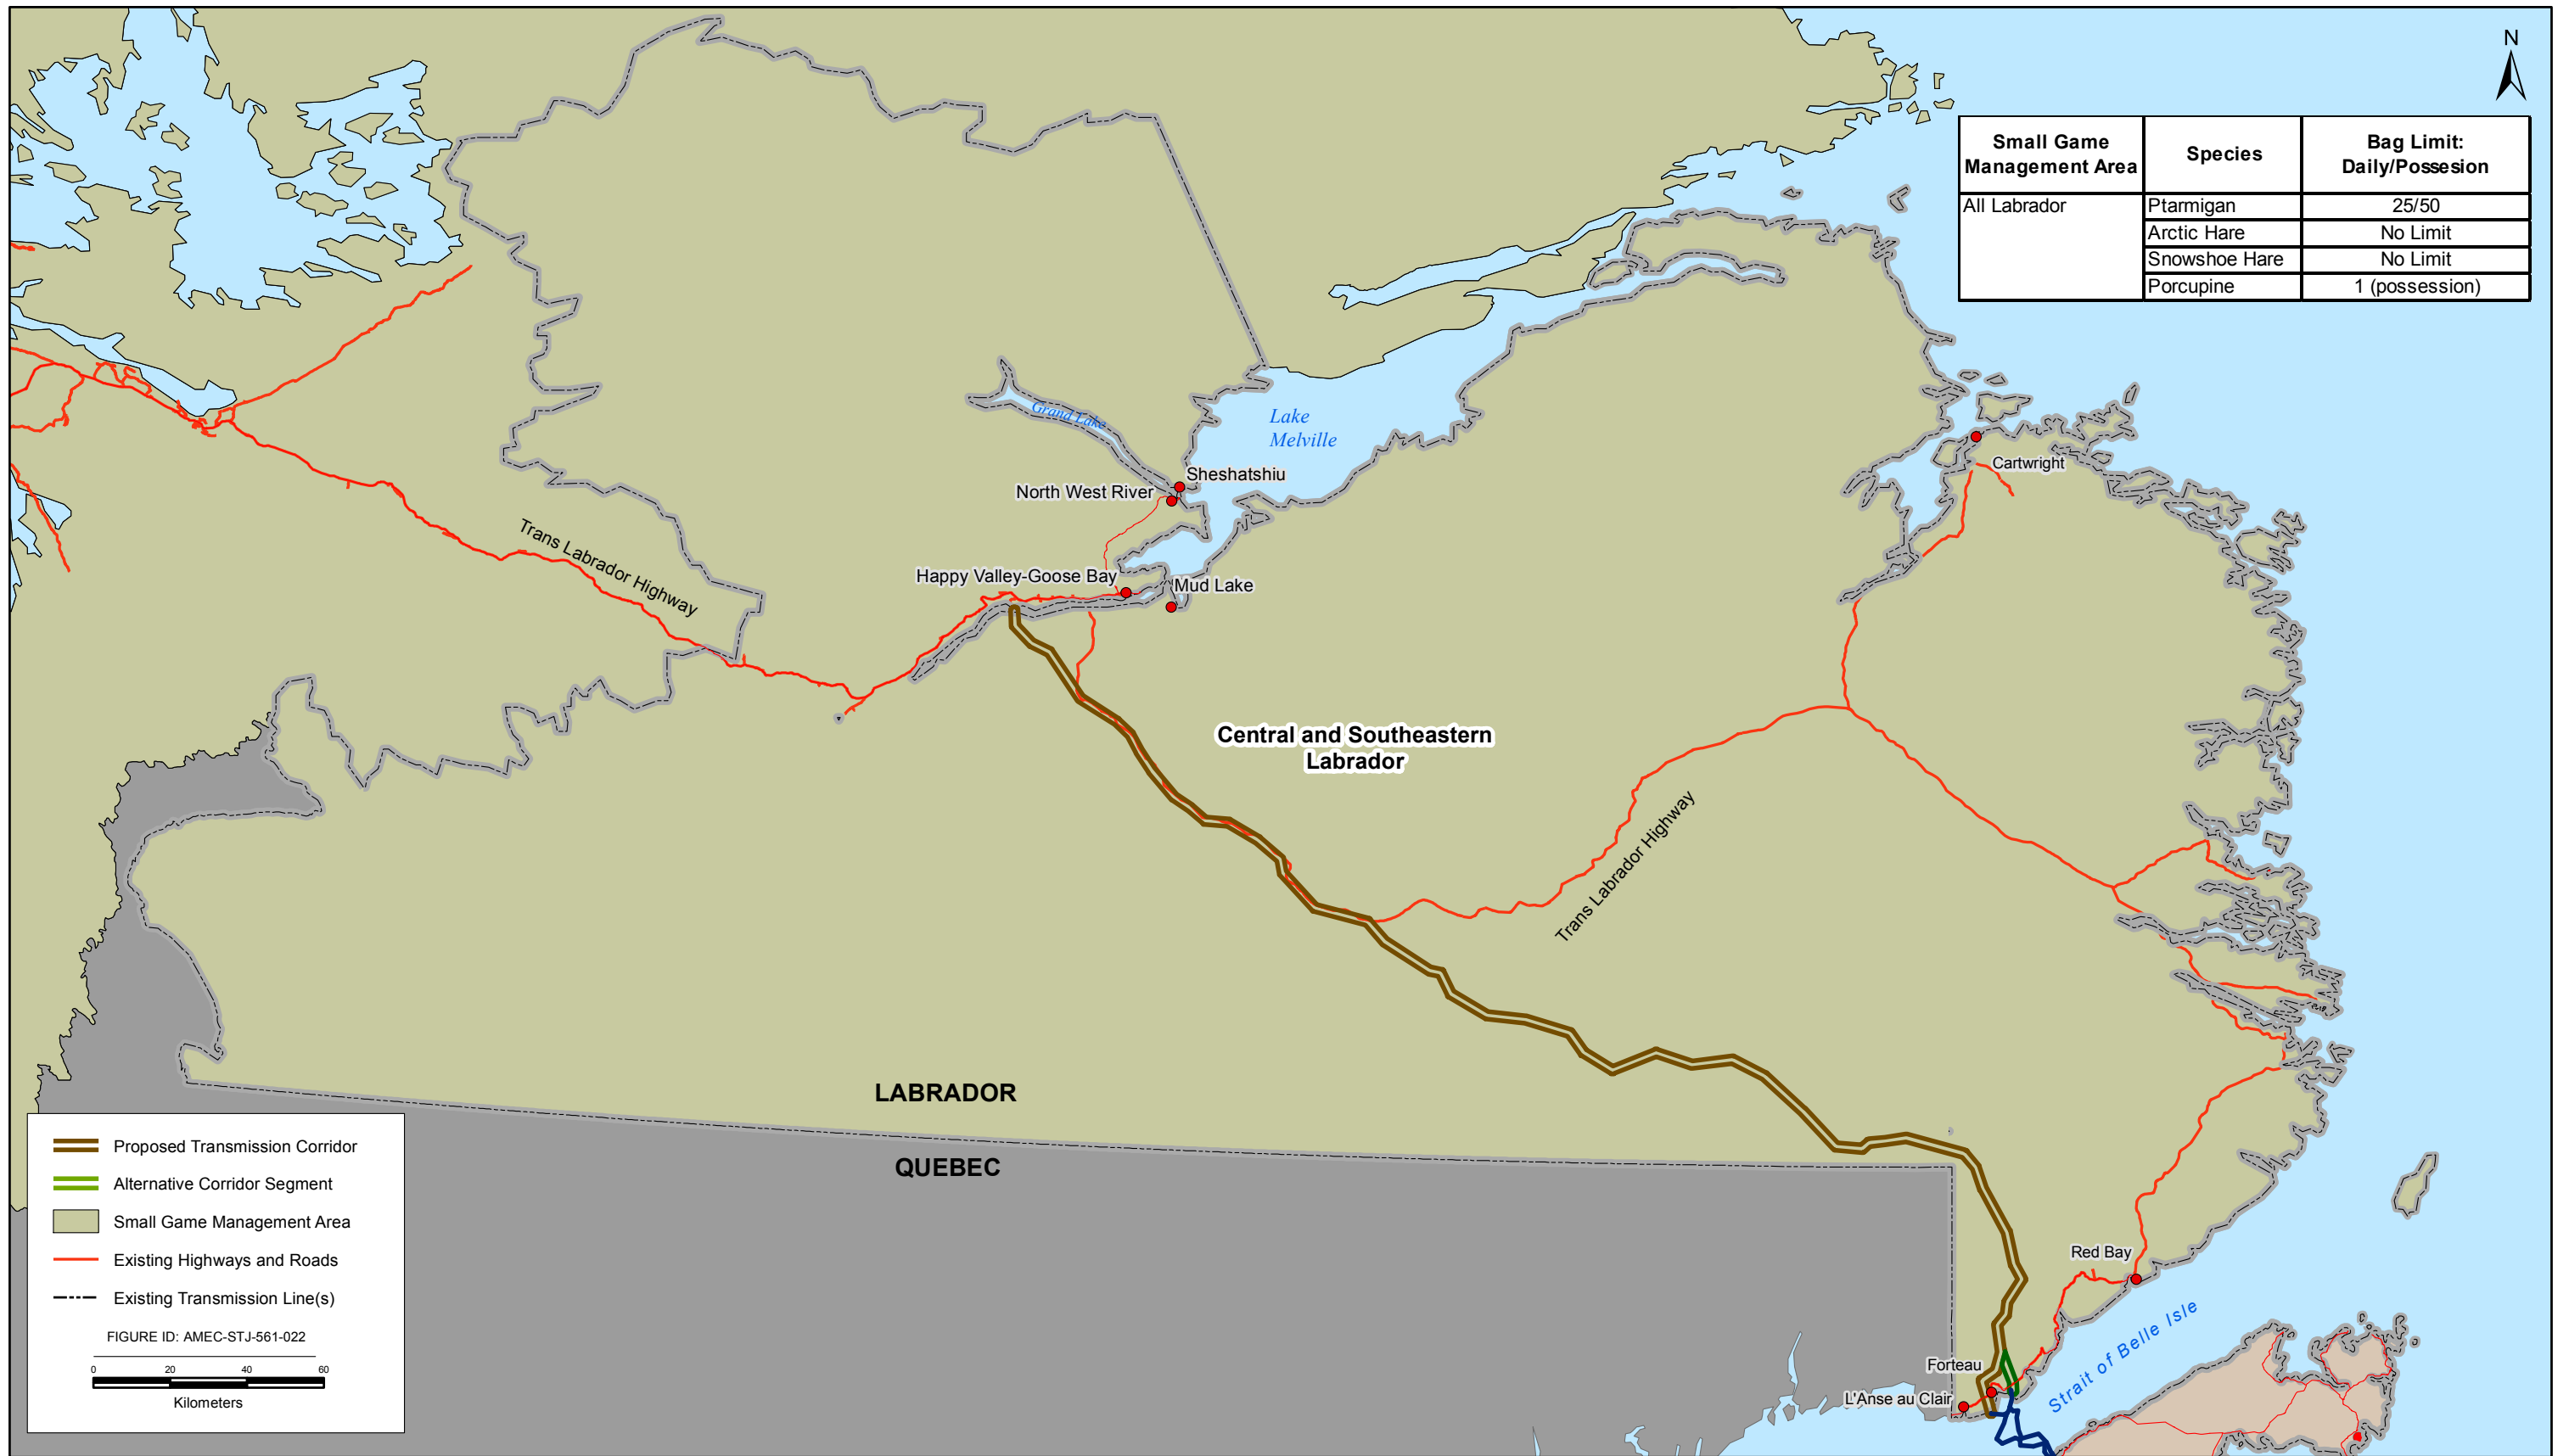 N
Small Game
Management Area
Species
Bag Limit:
Daily/Possesion
All Labrador
Ptarmigan
25/50
Arctic Hare
No Limit
Snowshoe Hare
No Limit
Porcupine
1 (possession)
Grand Lake
Lake
Melville
Sheshatshiu
North West River
Cartwright
Trans Labrador Highway
Happy Valley-Goose Bay
Mud Lake
Central and Southeastern
Labrador
Trans Labrador Highway
LABRADOR
QUEBEC
Red Bay
Strait of Belle Isle
Forteau
L'Anse au Clair
Proposed Transmission Corridor
Alternative Corridor Segment
Small Game Management Area
Existing Highways and Roads
Existing Transmission Line(s)
FIGURE ID: AMEC-STJ-561-022
0 20 40 60
Kilometers